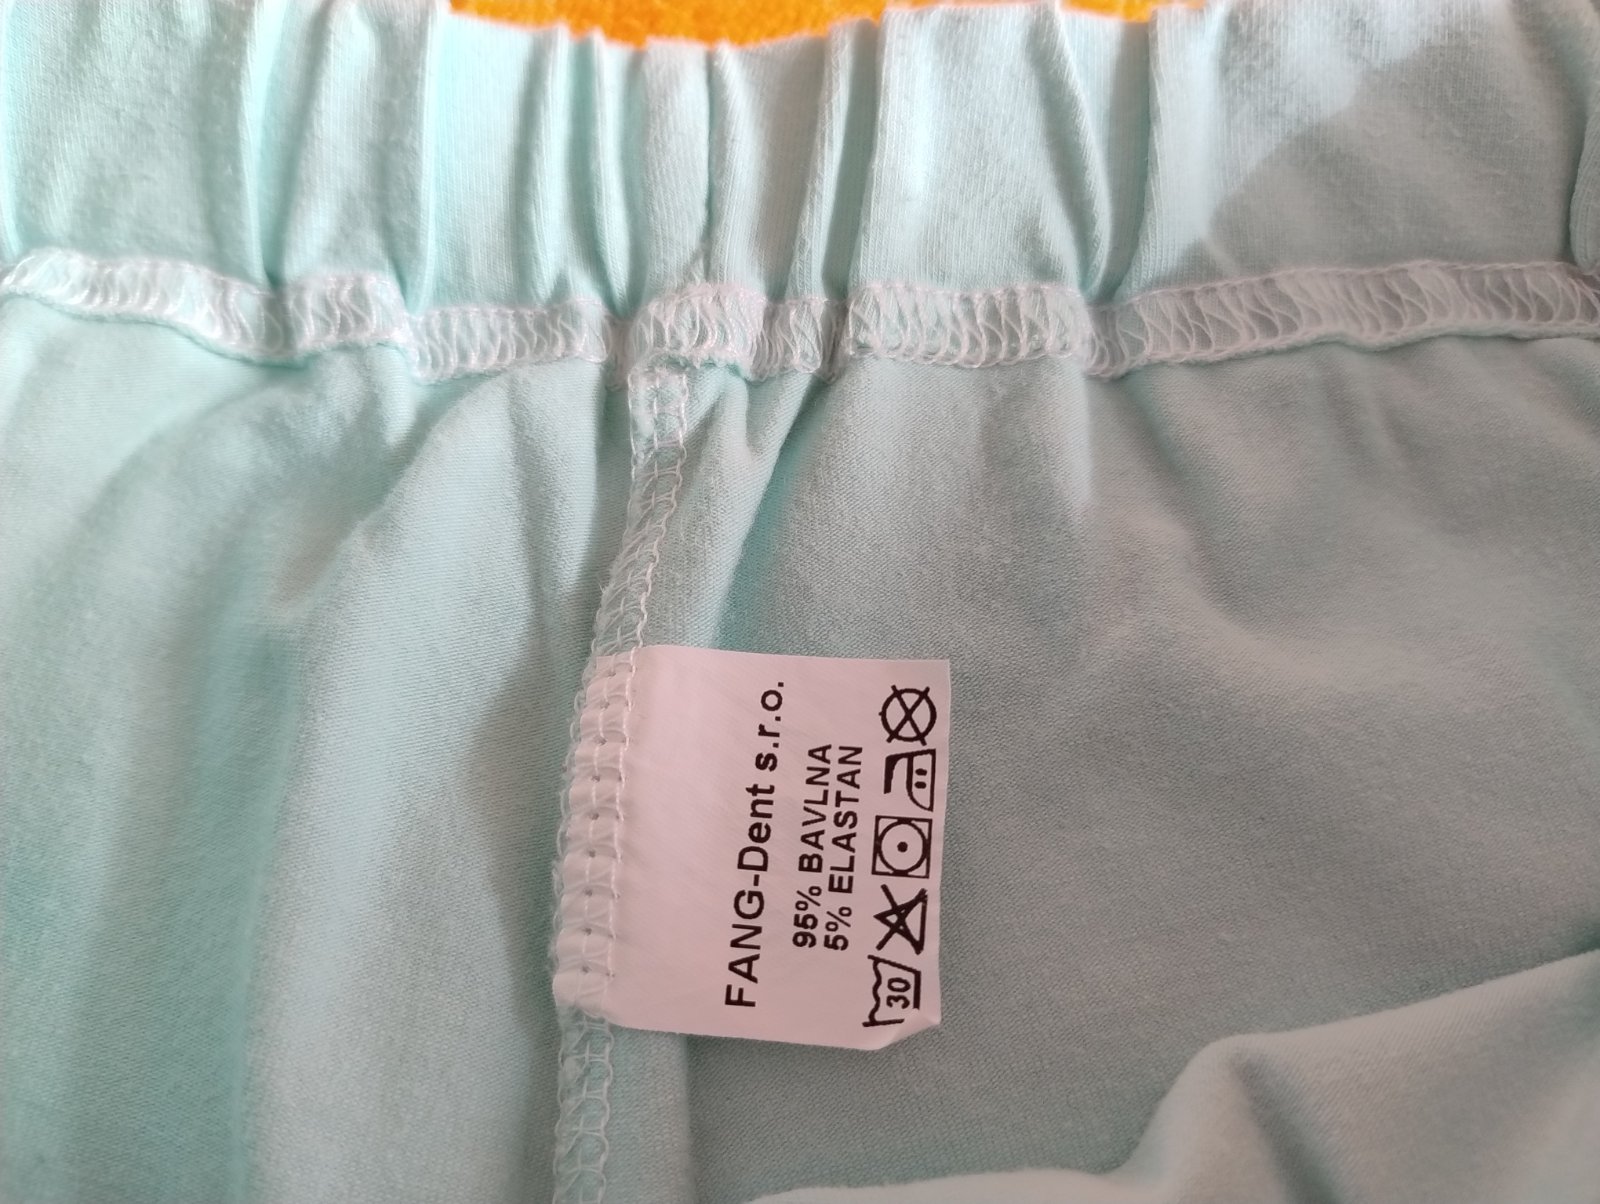 FANG-Dent s.r.o.
95% BAVLNA
5% ELASTAN
30